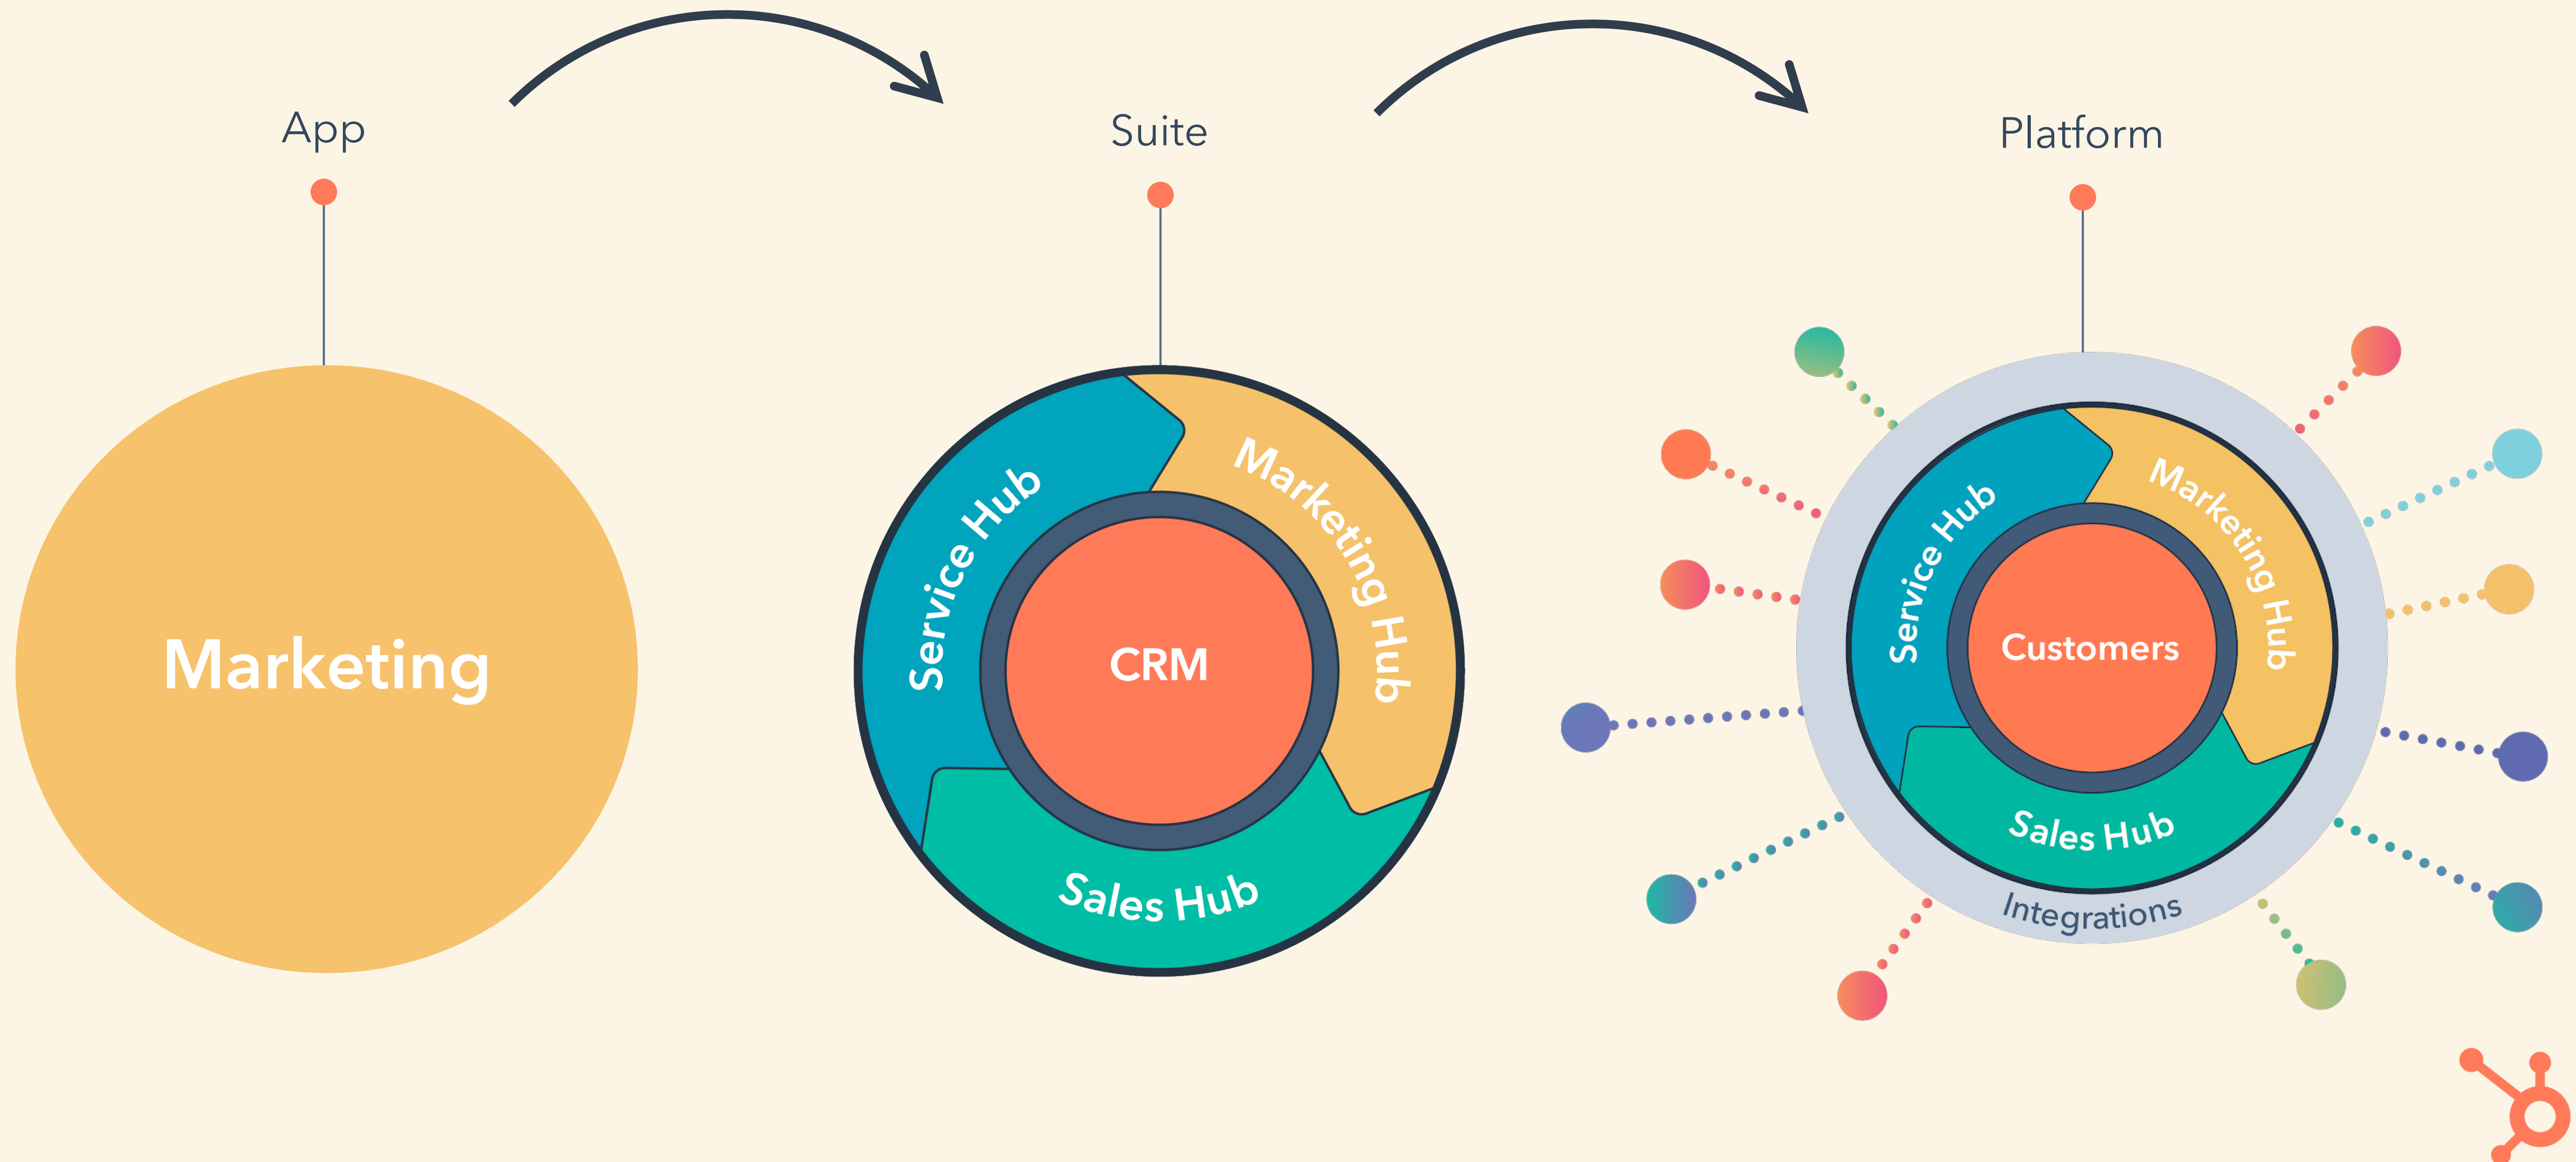 App
Suite
Platform
Marketing
Service Hub
Marketing Hub
CRM
Sales Hub
Service Hub
Marketing Hub
Customers
Sales Hub
Integrations